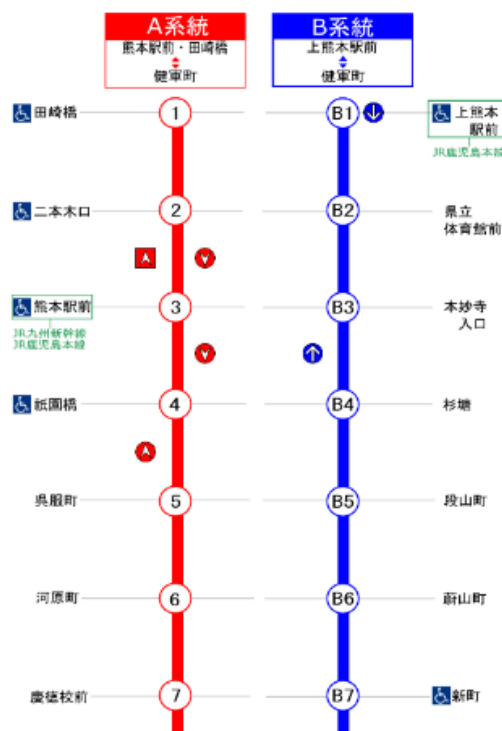 A系統
熊本駅前・田崎橋
健軍町
B系統
上熊本駅前
健軍町
田崎橋
1
B1
上熊本
駅前
JR鹿児島本線
二本木口
2
B2
県立
体育館前
A
A
熊本駅前
JR九州新幹線
JR鹿児島本線
3
B3
本妙寺
入口
A
祇園橋
4
B4
杉塘
A
呉服町
5
B5
段山町
河原町
6
B6
蔚山町
慶徳校前
7
B7
新町